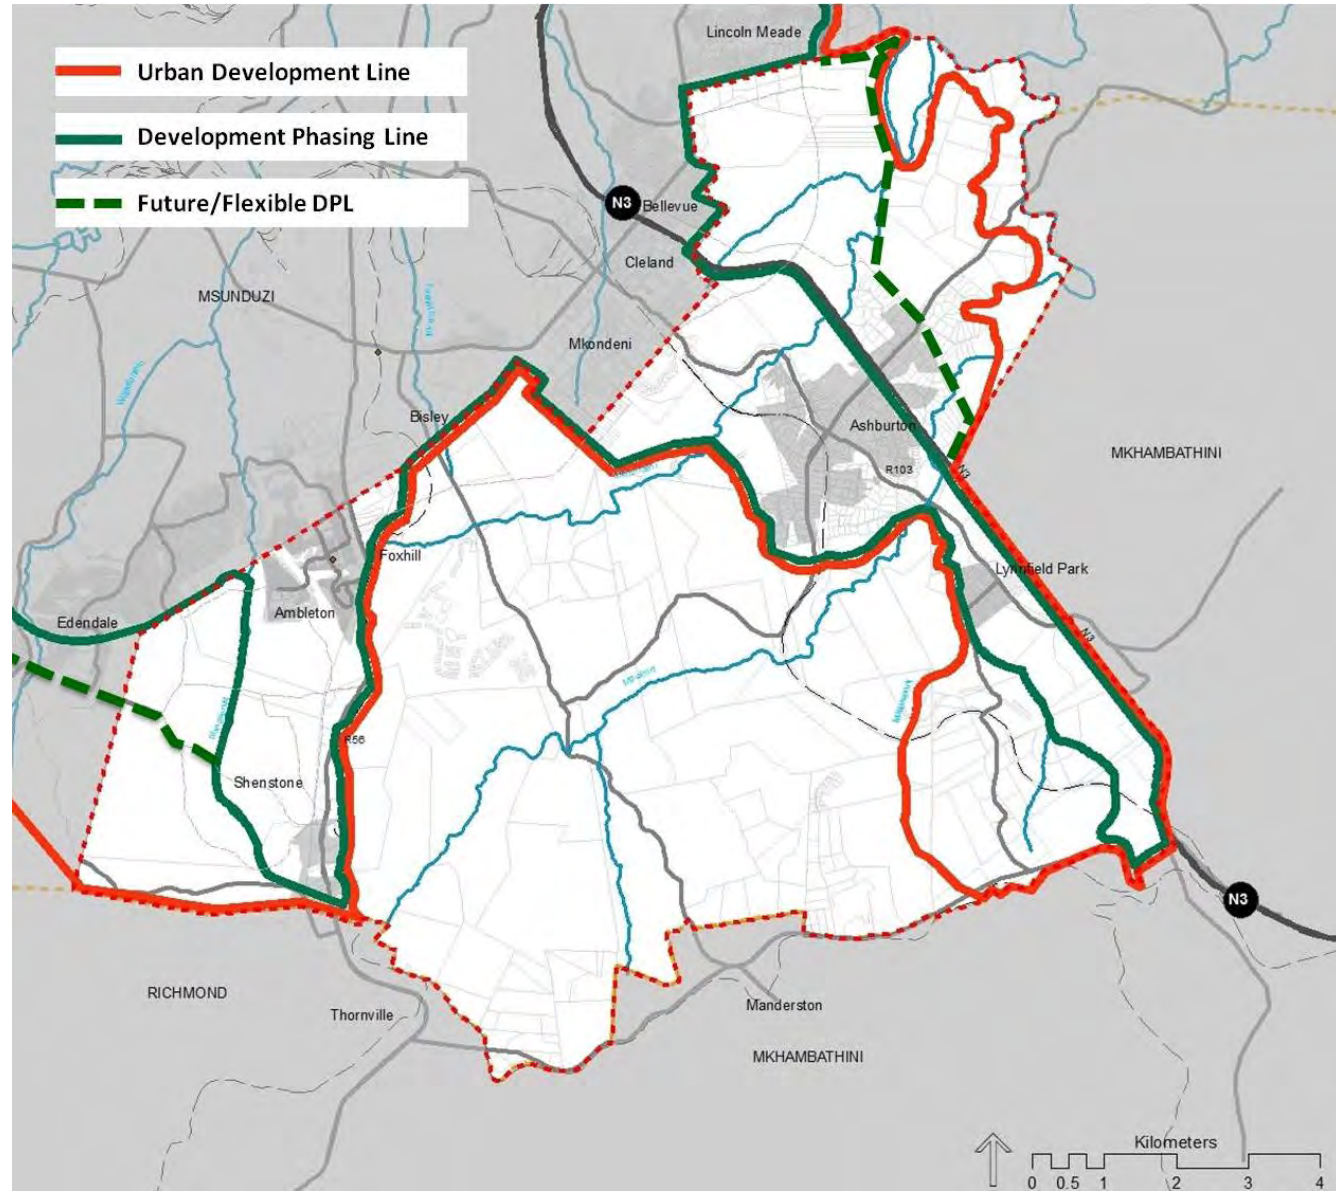 Lincoln Meade
Urban Development Line
Development Phasing Line
Future/Flexible DPL
N3
Bellevue
Cleland
MSUNDUZI
Mkondeni
Bisley
Ashburton
MKHAMBATHINI
R103
N3
Foxhill
Lynnfield Park
Ambleton
Edendale
N3
R56
Shenstone
N3
RICHMOND
Thornville
Manderston
MKHAMBATHINI
Kilometers
0 0.5 1 2 3 4